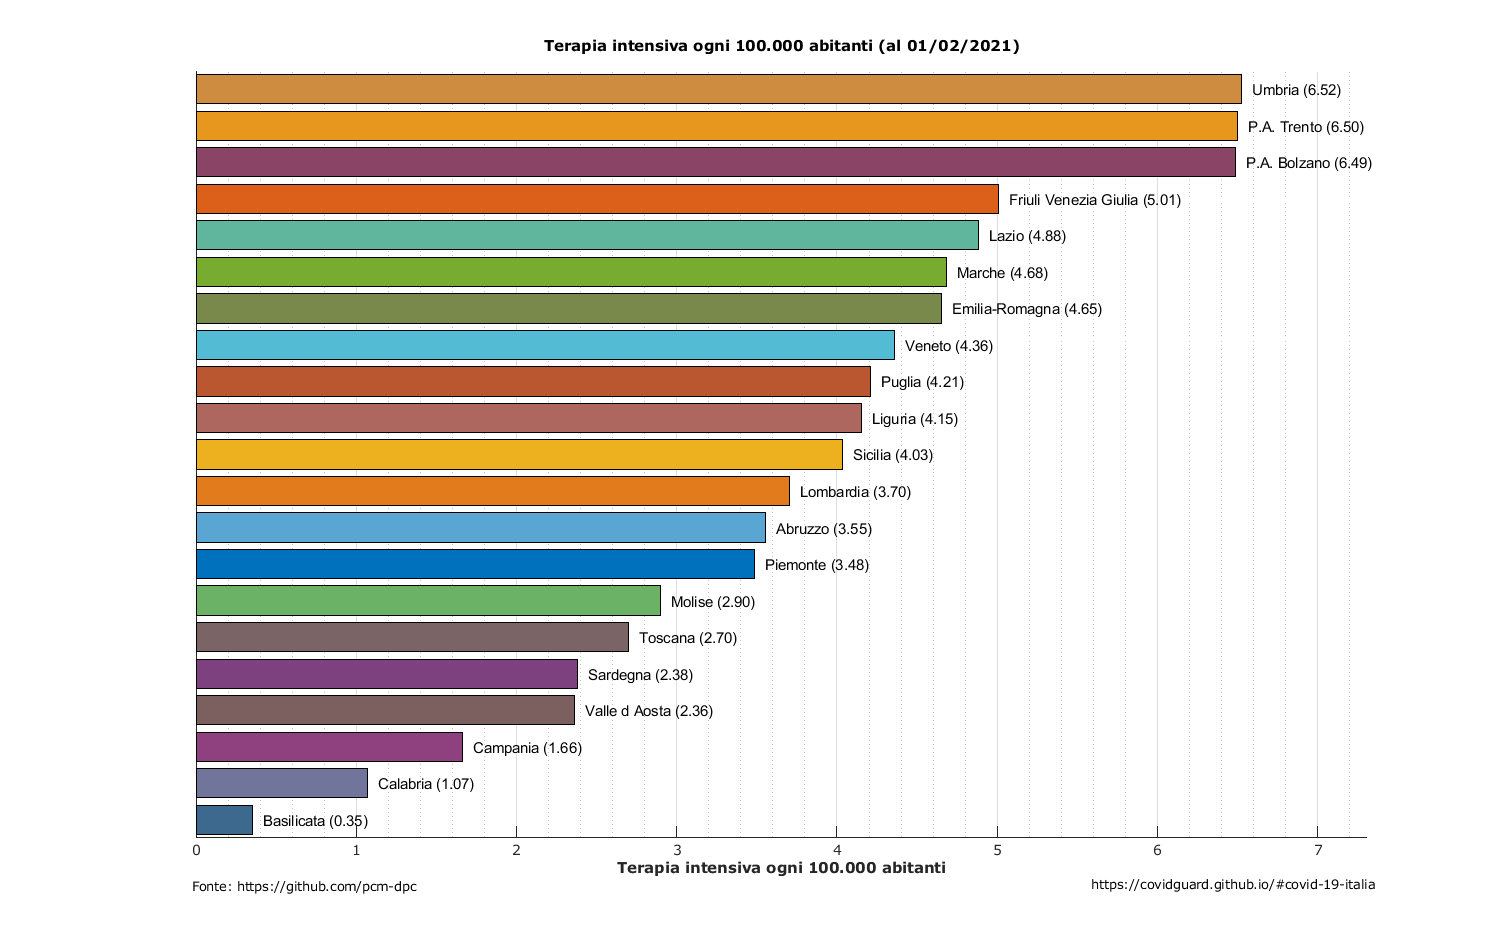 Terapia intensiva ogni 100.000 abitanti (al 01/02/2021)
Umbria (6.52)
P.A. Trento (6.50)
P.A. Bolzano (6.49)
Friuli Venezia Giulia (5.01)
Lazio (4.88)
Marche (4.68)
Emilia-Romagna (4.65)
Veneto (4.36)
Puglia (4.21)
Liguria (4.15)
Sicilia (4.03)
Lombardia (3.70)
Abruzzo (3.55)
Piemonte (3.48)
Molise (2.90)
Toscana (2.70)
Sardegna (2.38)
Valle d Aosta (2.36)
Campania (1.66)
Calabria (1.07)
Basilicata (0.35)
0 1 2 3 4 5 6 7
Terapia intensiva ogni 100.000 abitanti
Fonte: https://github.com/pcm-dpc
https://covidguard.github.io/#covid-19-italia